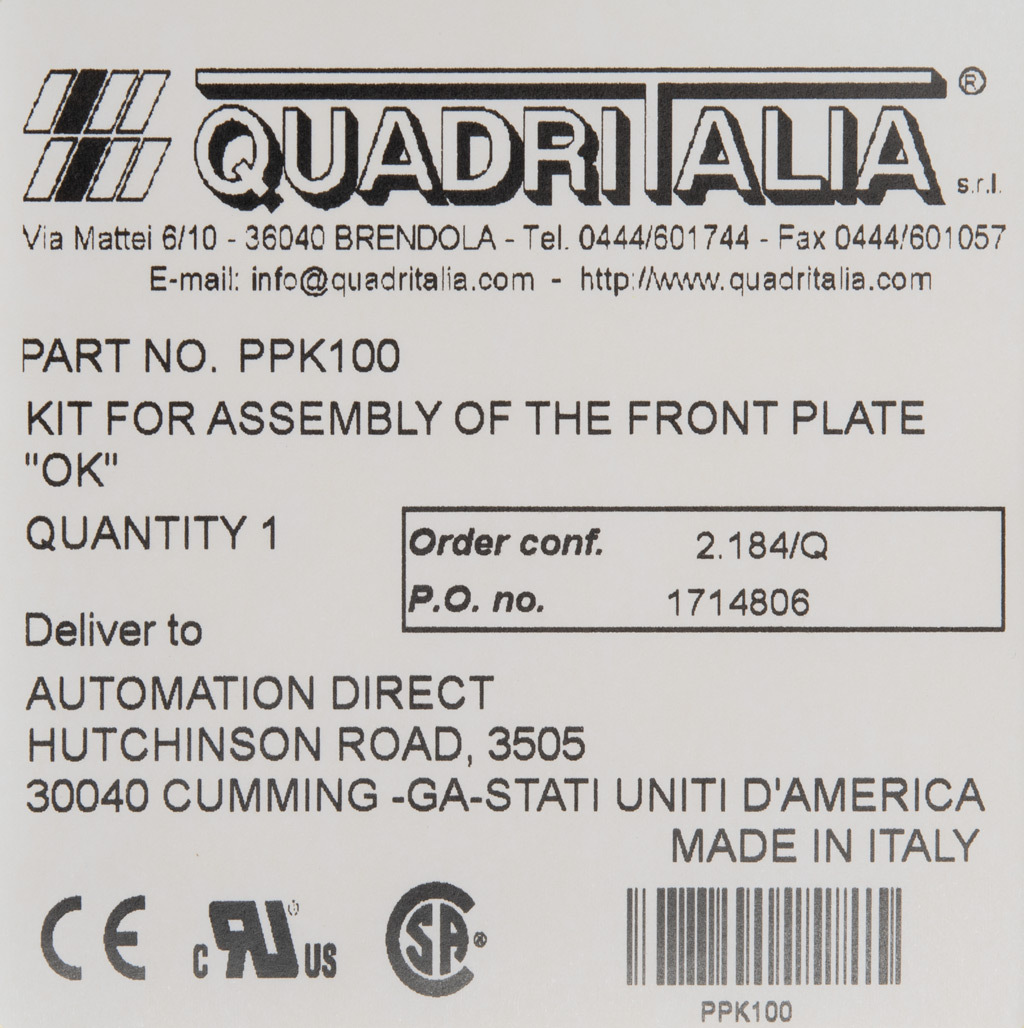 QUADRITALIA ® s.r.l.
Via Mattei 6/10 - 36040 BRENDOLA - Tel. 0444/601744 - Fax 0444/601057
E-mail: info@quadritalia.com - http://www.quadritalia.com
PART NO. PPK100
KIT FOR ASSEMBLY OF THE FRONT PLATE
"OK"
QUANTITY 1
Order conf. 2.184/Q
P.O. no. 1714806
Deliver to
AUTOMATION DIRECT
HUTCHINSON ROAD, 3505
30040 CUMMING -GA-STATI UNITI D'AMERICA
MADE IN ITALY
CE c RU US SA ®
PPK100